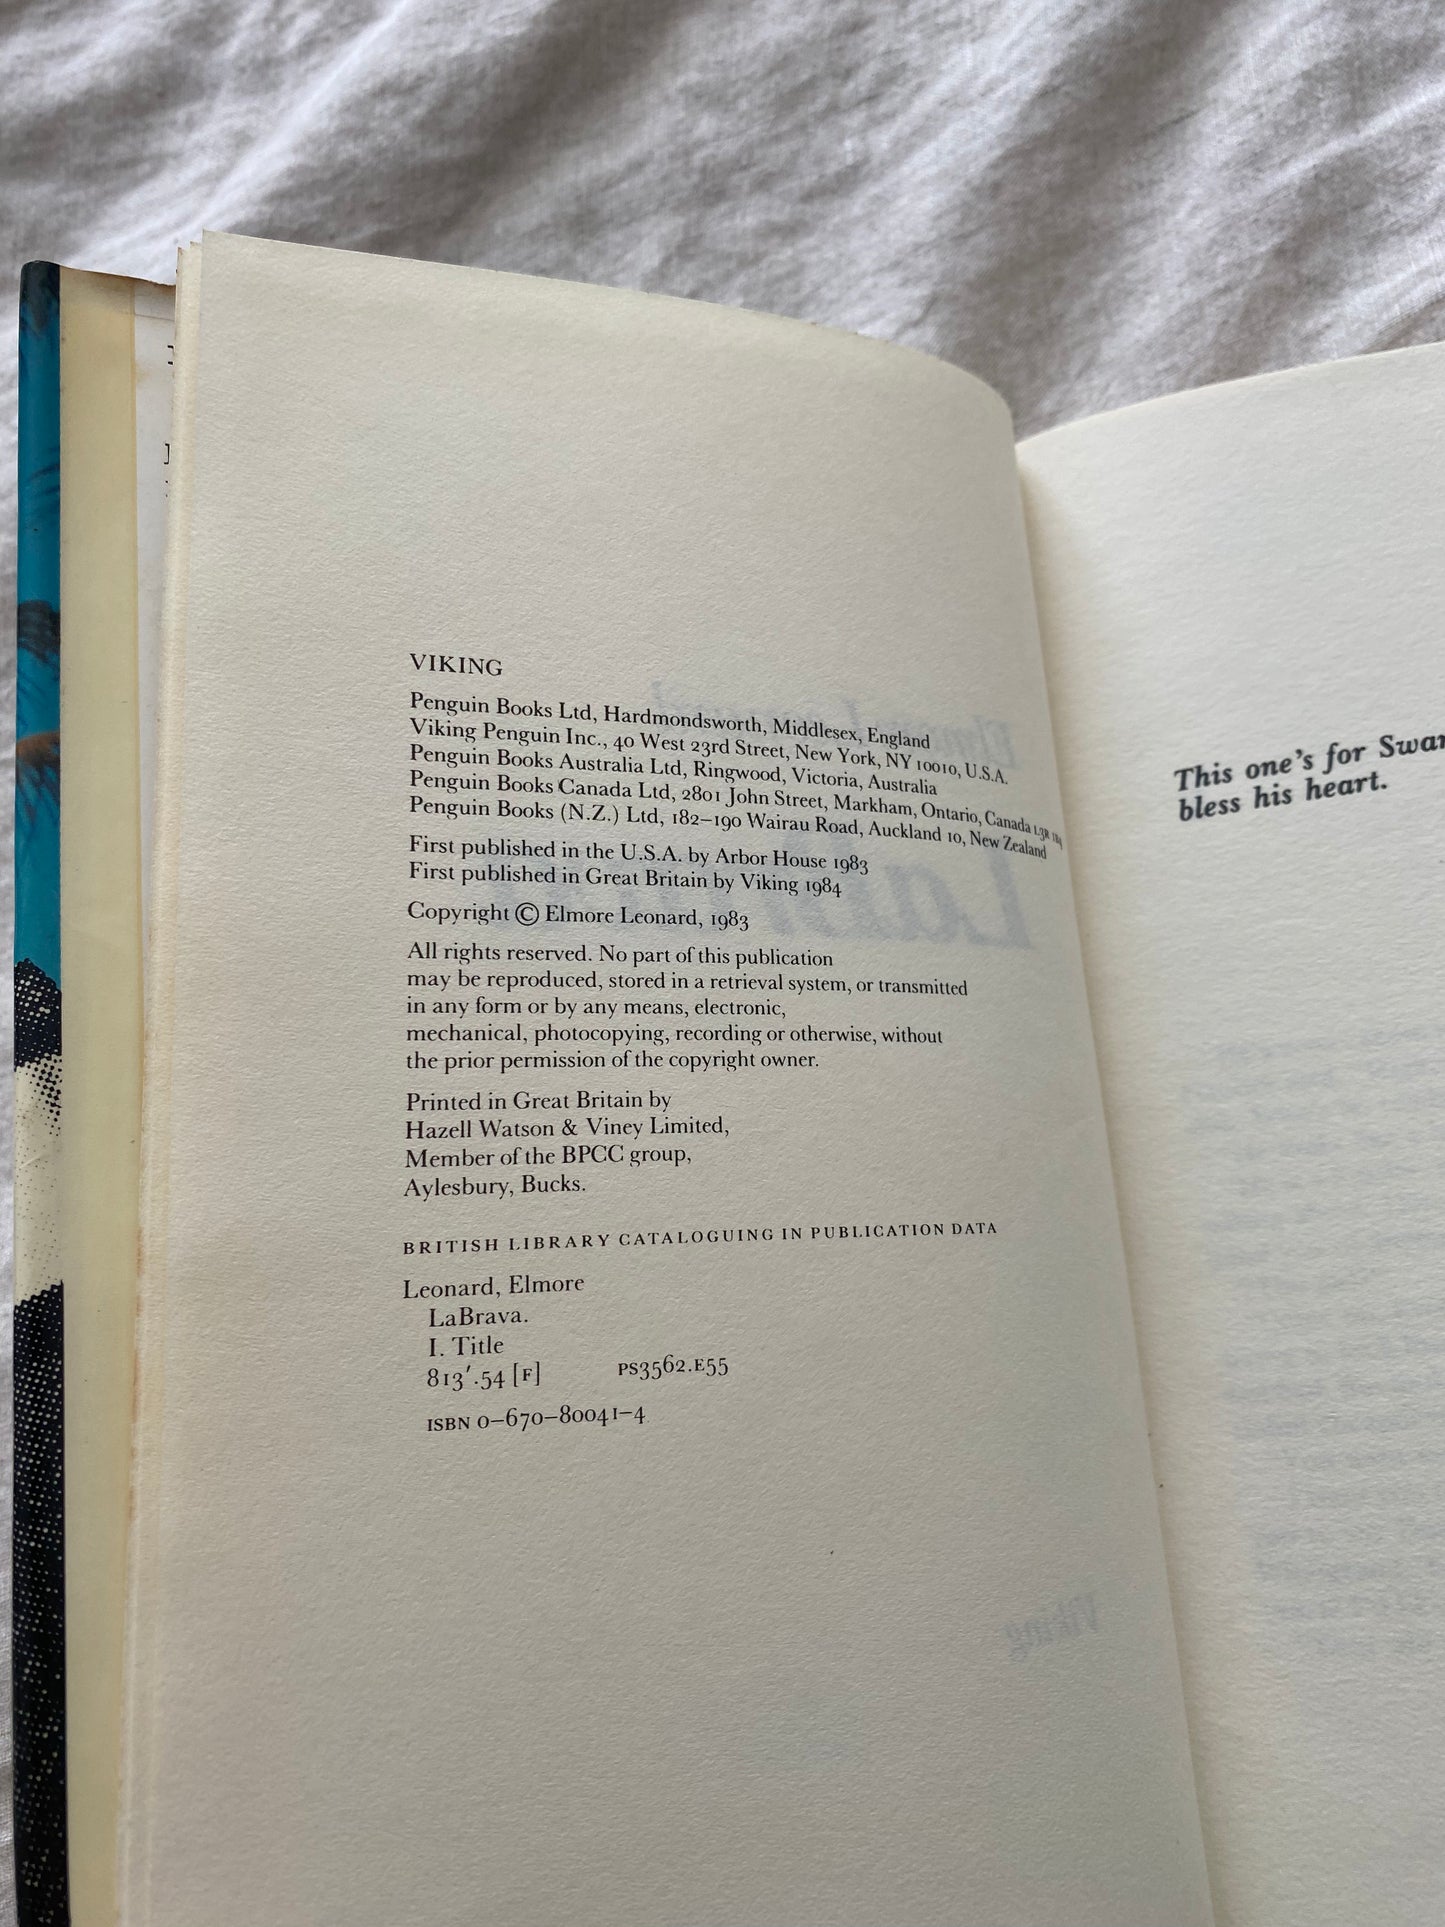 VIKING
Penguin Books Ltd, Hardmondsworth, Middlesex, England
Viking Penguin Inc., 40 West 23rd Street, New York, NY 10010, U.S.A.
Penguin Books Australia Ltd, Ringwood, Victoria, Australia
Penguin Books Canada Ltd, 2801 John Street, Markham, Ontario, Canada L3R 1B4
Penguin Books (N.Z.) Ltd, 182–190 Wairau Road, Auckland 10, New Zealand
First published in the U.S.A. by Arbor House 1983
First published in Great Britain by Viking 1984
Copyright © Elmore Leonard, 1983
All rights reserved. No part of this publication
may be reproduced, stored in a retrieval system, or transmitted
in any form or by any means, electronic,
mechanical, photocopying, recording or otherwise, without
the prior permission of the copyright owner.
Printed in Great Britain by
Hazell Watson & Viney Limited,
Member of the BPCC group,
Aylesbury, Bucks.
BRITISH LIBRARY CATALOGUING IN PUBLICATION DATA
Leonard, Elmore
LaBrava.
I. Title
813'.54 [F] PS3562.E55
ISBN 0–670–80041–4
This one's for Swan
bless his heart.